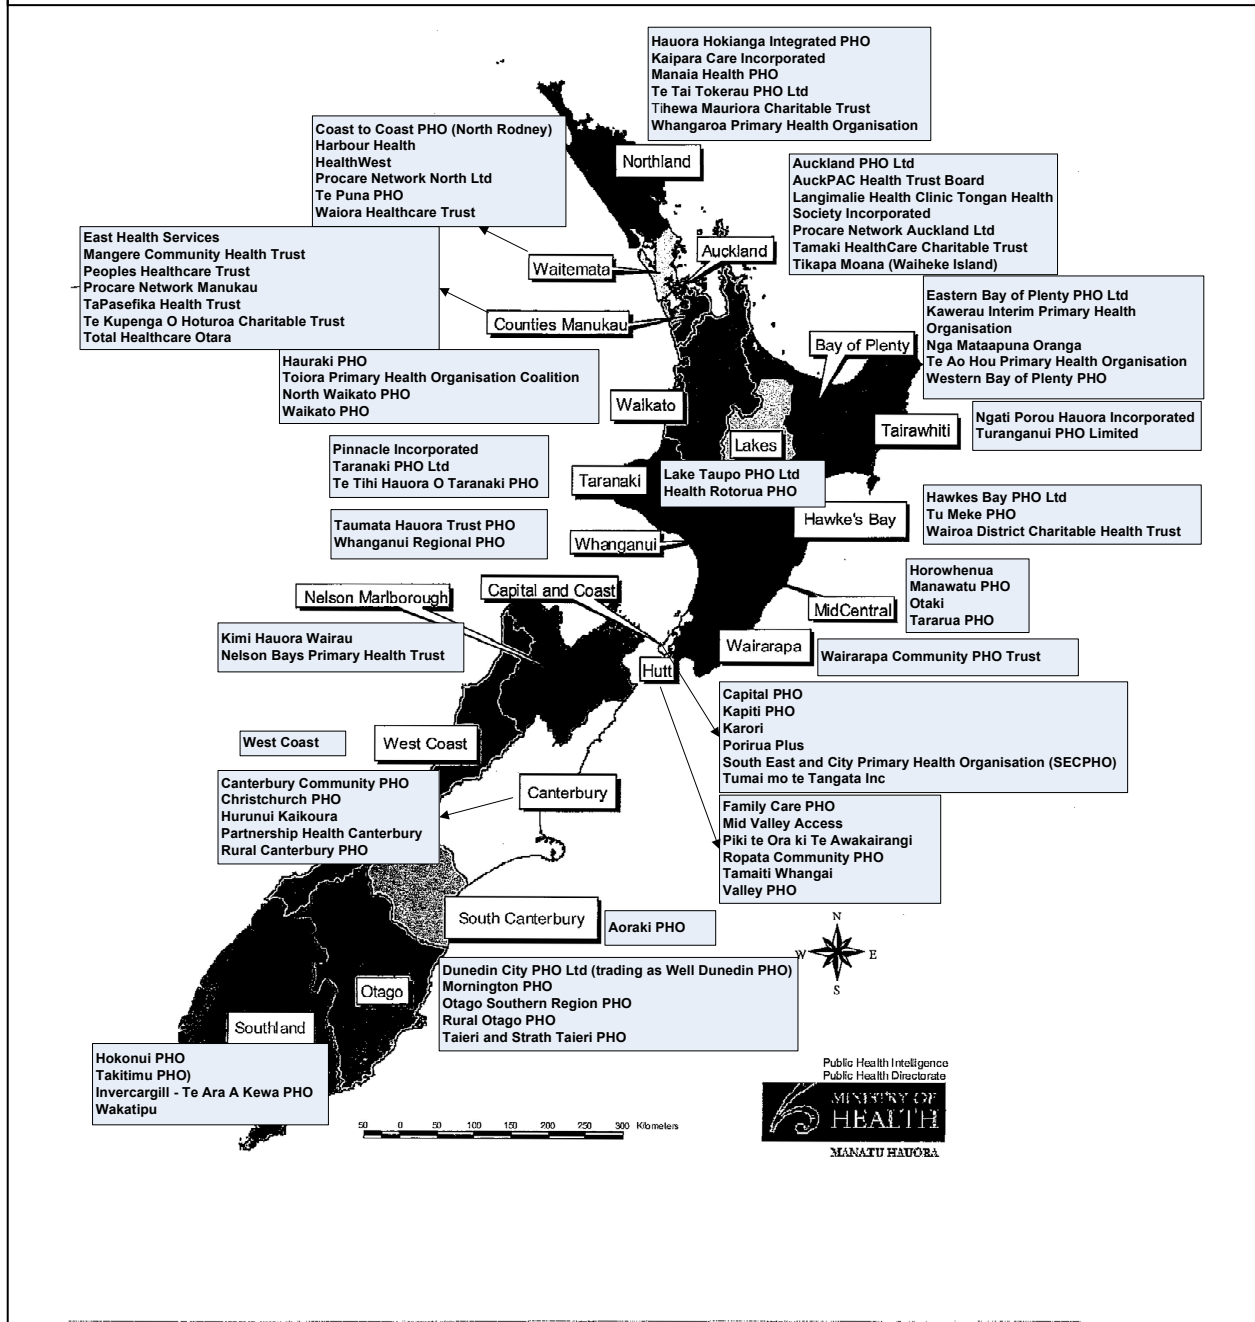 Hauora Hokianga Integrated PHO
Kaipara Care Incorporated
Manaia Health PHO
Te Tai Tokerau PHO Ltd
Tihewa Mauriora Charitable Trust
Whangaroa Primary Health Organisation
Northland
Coast to Coast PHO (North Rodney)
Harbour Health
HealthWest
Procare Network North Ltd
Te Puna PHO
Waiora Healthcare Trust
Auckland PHO Ltd
AuckPAC Health Trust Board
Langimalie Health Clinic Tongan Health
Society Incorporated
Procare Network Auckland Ltd
Tamaki HealthCare Charitable Trust
Tikapa Moana (Waiheke Island)
Auckland
Waitemata
East Health Services
Mangere Community Health Trust
Peoples Healthcare Trust
Procare Network Manukau
TaPasefika Health Trust
Te Kupenga O Hoturoa Charitable Trust
Total Healthcare Otara
Counties Manukau
Eastern Bay of Plenty PHO Ltd
Kawerau Interim Primary Health
Organisation
Nga Mataapuna Oranga
Te Ao Hou Primary Health Organisation
Western Bay of Plenty PHO
Bay of Plenty
Hauraki PHO
Toiora Primary Health Organisation Coalition
North Waikato PHO
Waikato PHO
Waikato
Tairawhiti
Ngati Porou Hauora Incorporated
Turanganui PHO Limited
Lakes
Lake Taupo PHO Ltd
Health Rotorua PHO
Pinnacle Incorporated
Taranaki PHO Ltd
Te Tihi Hauora O Taranaki PHO
Taranaki
Hawke's Bay
Hawkes Bay PHO Ltd
Tu Meke PHO
Wairoa District Charitable Health Trust
Taumata Hauora Trust PHO
Whanganui Regional PHO
Whanganui
Horowhenua
Manawatu PHO
Otaki
Tararua PHO
MidCentral
Nelson Marlborough
Capital and Coast
Kimi Hauora Wairau
Nelson Bays Primary Health Trust
Wairarapa
Wairarapa Community PHO Trust
Hutt
Capital PHO
Kapiti PHO
Karori
Porirua Plus
South East and City Primary Health Organisation (SECPHO)
Tumai mo te Tangata Inc
West Coast
West Coast
Canterbury Community PHO
Christchurch PHO
Hurunui Kaikoura
Partnership Health Canterbury
Rural Canterbury PHO
Canterbury
Family Care PHO
Mid Valley Access
Piki te Ora ki Te Awakairangi
Ropata Community PHO
Tamaiti Whangai
Valley PHO
South Canterbury
Aoraki PHO
N
W
E
S
Dunedin City PHO Ltd (trading as Well Dunedin PHO)
Mornington PHO
Otago Southern Region PHO
Rural Otago PHO
Taieri and Strath Taieri PHO
Otago
Southland
Hokonui PHO
Takitimu PHO)
Invercargill - Te Ara A Kewa PHO
Wakatipu
50 0 50 100 150 200 250 300 Kilometers
Public Health Intelligence
Public Health Directorate
MINISTRY OF
HEALTH
MANATU HAUORA